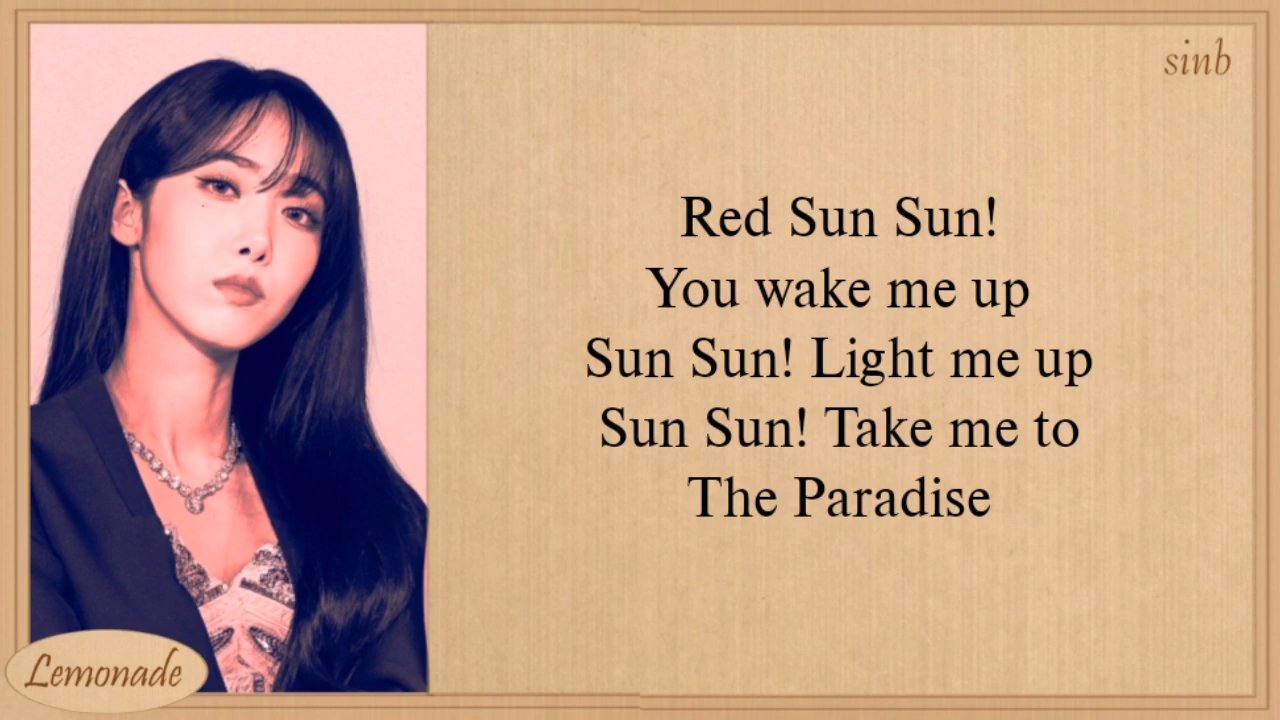 sinb
Red Sun Sun!
You wake me up
Sun Sun! Light me up
Sun Sun! Take me to
The Paradise
Lemonade